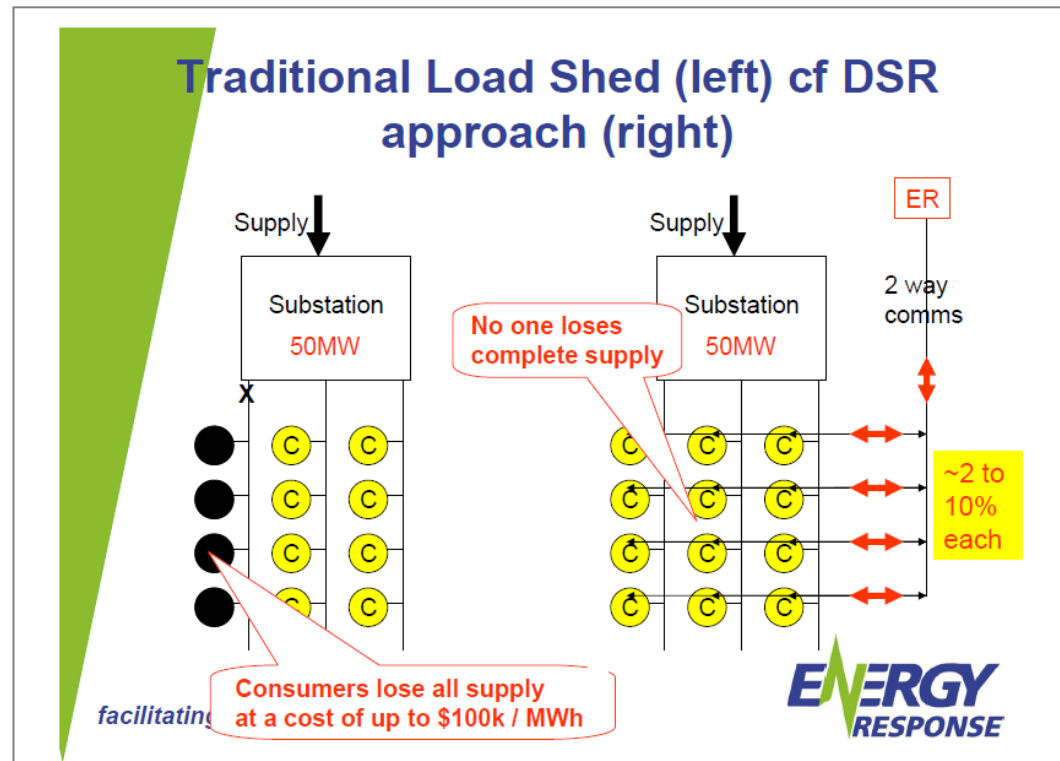 Traditional Load Shed (left) cf DSR
approach (right)
ER
Supply
Supply
2 way
comms
Substation
50MW
No one loses
complete supply
Substation
50MW
X
C C
C C C
C C
C C C
~2 to
10%
each
C C
C C C
C C
C C C
Consumers lose all supply
at a cost of up to $100k / MWh
facilitating
ENERGY
RESPONSE